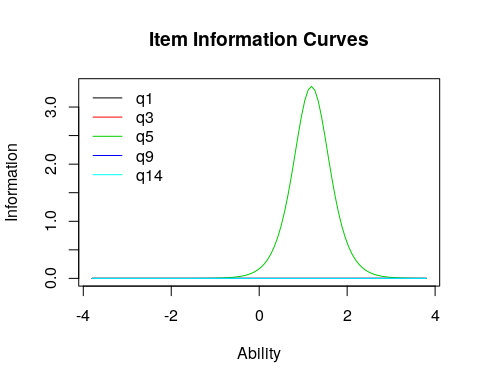 Item Information Curves
q1
q3
q5
q9
q14
Information
0.0
1.0
2.0
3.0
-4
-2
0
2
4
Ability